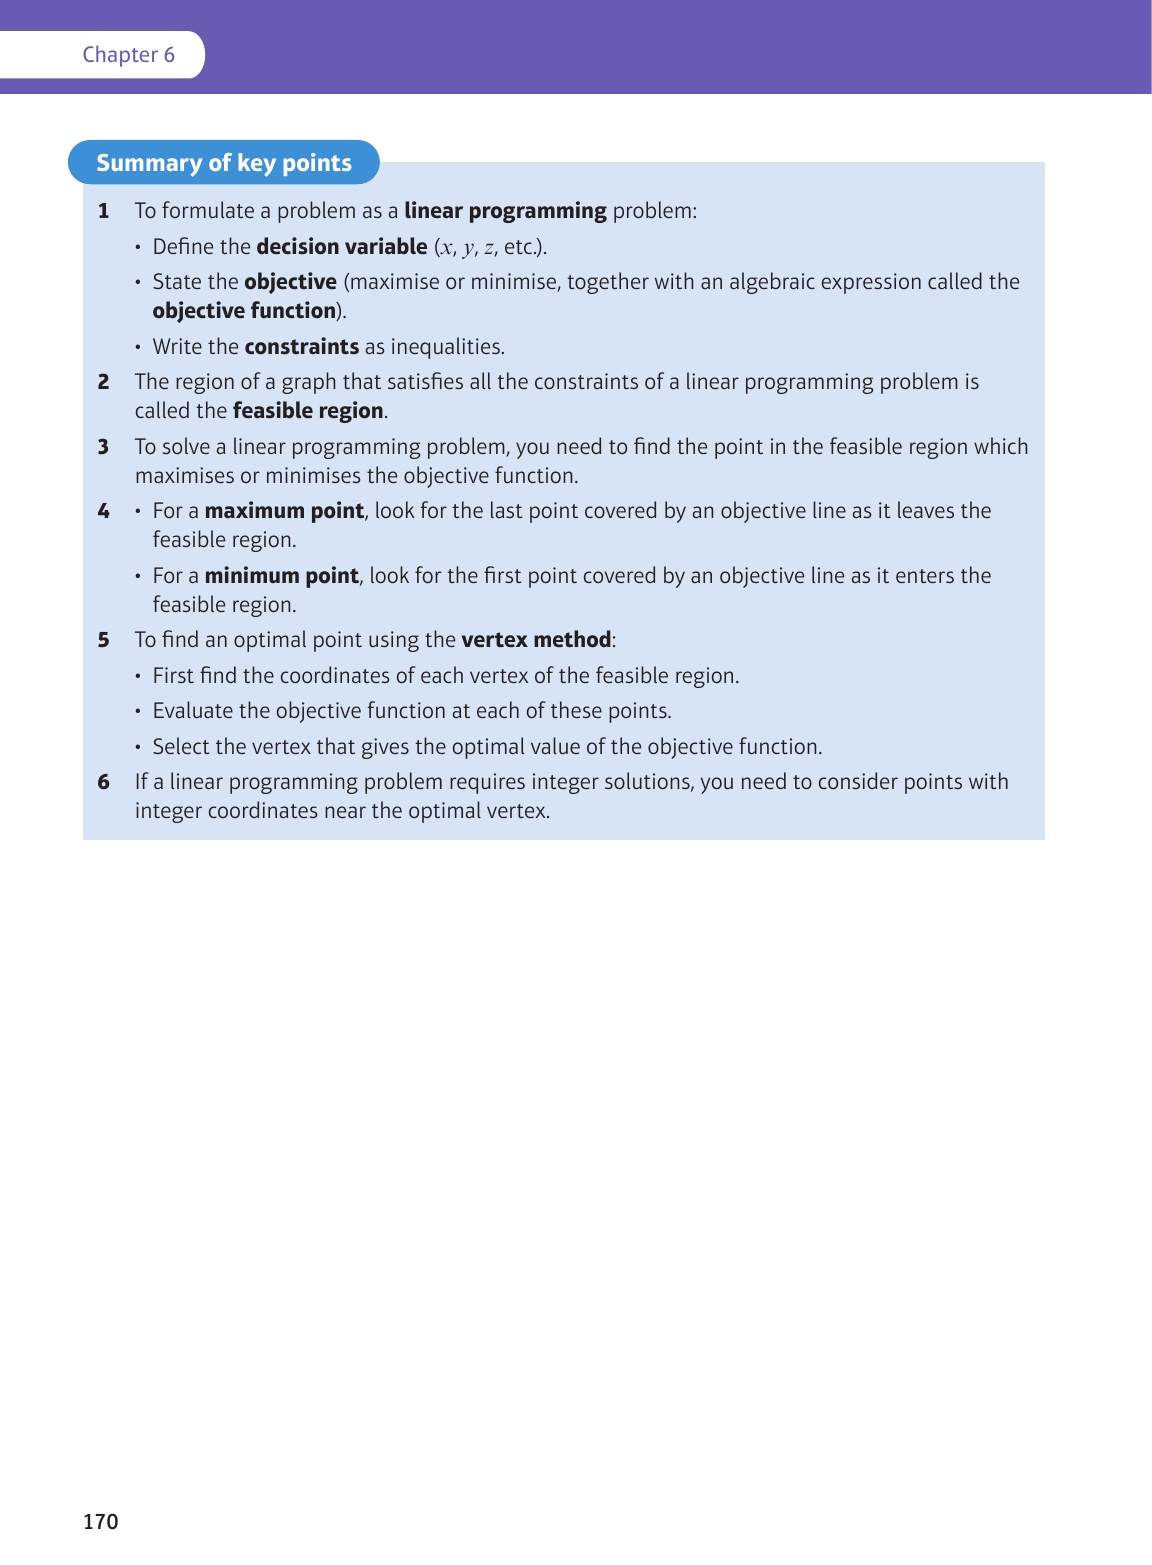 Chapter 6
Summary of key points
1 To formulate a problem as a linear programming problem:
• Define the decision variable (x, y, z, etc.).
• State the objective (maximise or minimise, together with an algebraic expression called the
objective function).
• Write the constraints as inequalities.
2 The region of a graph that satisfies all the constraints of a linear programming problem is
called the feasible region.
3 To solve a linear programming problem, you need to find the point in the feasible region which
maximises or minimises the objective function.
4 • For a maximum point, look for the last point covered by an objective line as it leaves the
feasible region.
• For a minimum point, look for the first point covered by an objective line as it enters the
feasible region.
5 To find an optimal point using the vertex method:
• First find the coordinates of each vertex of the feasible region.
• Evaluate the objective function at each of these points.
• Select the vertex that gives the optimal value of the objective function.
6 If a linear programming problem requires integer solutions, you need to consider points with
integer coordinates near the optimal vertex.
170